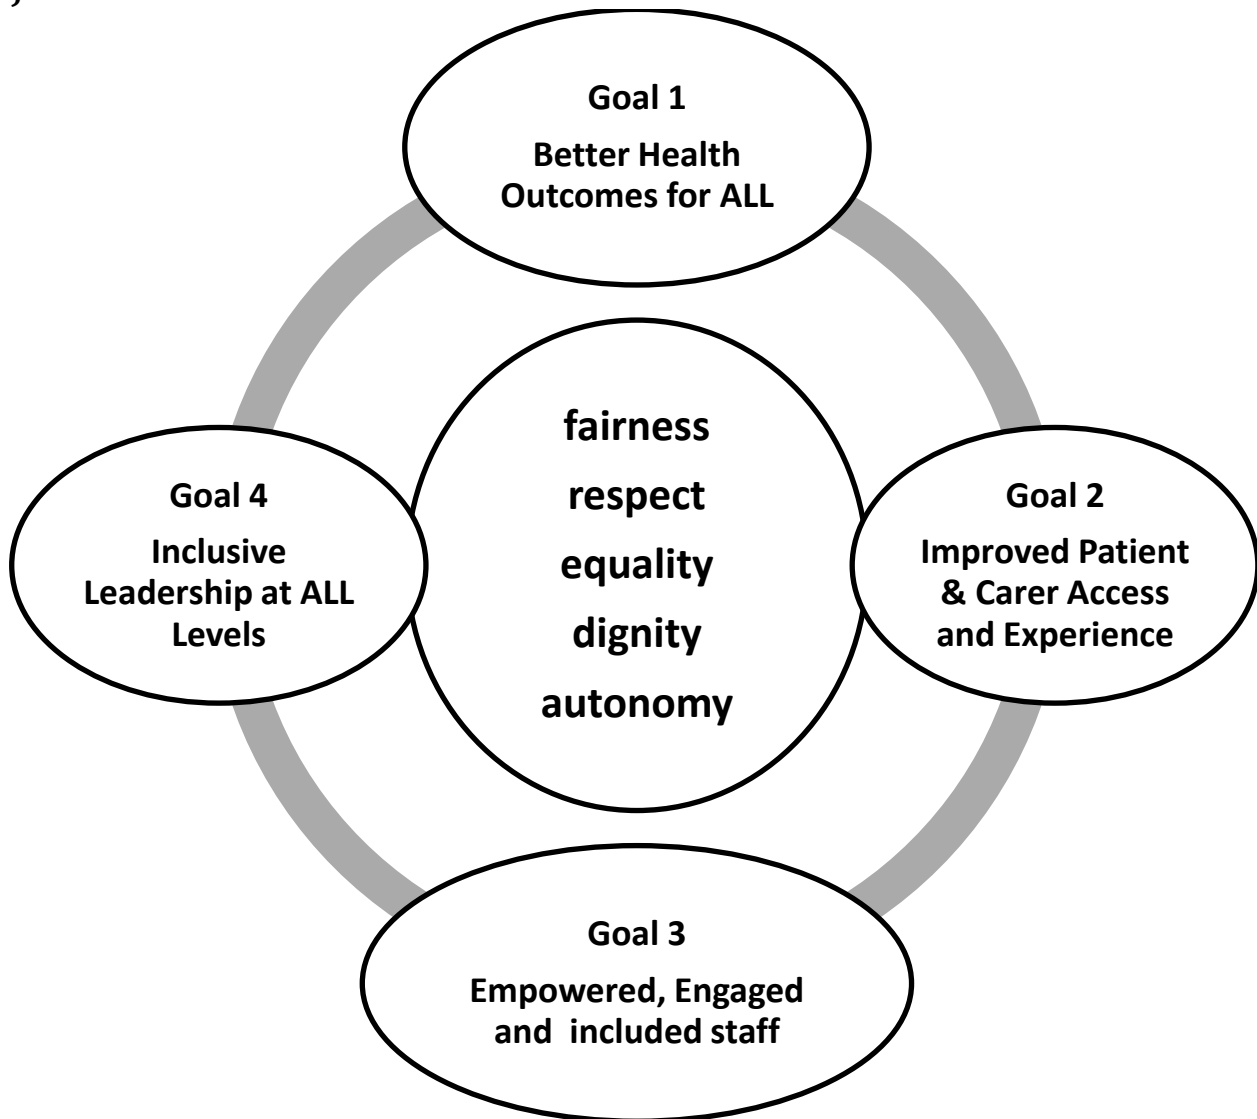 Goal 1
Better Health
Outcomes for ALL
fairness
respect
equality
dignity
autonomy
Goal 4
Inclusive
Leadership at ALL
Levels
Goal 2
Improved Patient
& Carer Access
and Experience
Goal 3
Empowered, Engaged
and  included staff